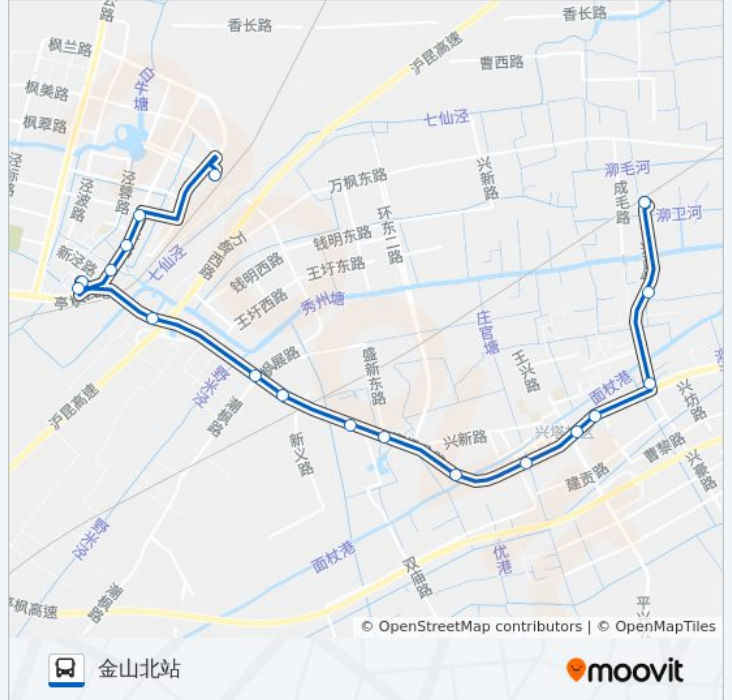 香长路
香长路
公路
枫兰路
沪昆高速
曹西路
白牛塘
枫美路
七仙泾
枫翠路
兴新路
泖毛河
万枫东路
成毛路
泾波路
泾蓉路
环东二路
泖卫河
钱明东路
万枫西路
新泾路
七仙泾
钱明西路
王圩东路
秀州塘
王圩西路
庄官塘
盛新东路
王兴路
野米泾
面杖港
沪昆高速
兴坊路
新义路
兴新路
曹黎路
兴豪路
建贡路
野米泾
面杖港
优港
双庙路
枫高速
平兴
© OpenStreetMap contributors | © OpenMapTiles
金山北站
moovit